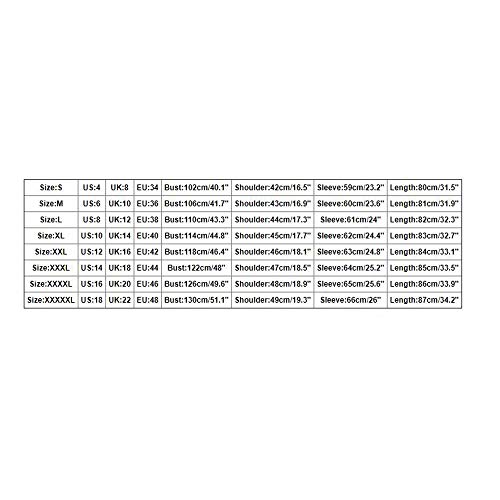 Size:S US:4 UK:8 EU:34 Bust:102cm/40.1" Shoulder:42cm/16.5" Sleeve:59cm/23.2" Length:80cm/31.5"
Size:M US:6 UK:10 EU:36 Bust:106cm/41.7" Shoulder:43cm/16.9" Sleeve:60cm/23.6" Length:81cm/31.9"
Size:L US:8 UK:12 EU:38 Bust:110cm/43.3" Shoulder:44cm/17.3" Sleeve:61cm/24" Length:82cm/32.3"
Size:XL US:10 UK:14 EU:40 Bust:114cm/44.8" Shoulder:45cm/17.7" Sleeve:62cm/24.4" Length:83cm/32.7"
Size:XXL US:12 UK:16 EU:42 Bust:118cm/46.4" Shoulder:46cm/18.1" Sleeve:63cm/24.8" Length:84cm/33.1"
Size:XXXL US:14 UK:18 EU:44 Bust:122cm/48" Shoulder:47cm/18.5" Sleeve:64cm/25.2" Length:85cm/33.5"
Size:XXXXL US:16 UK:20 EU:46 Bust:126cm/49.6" Shoulder:48cm/18.9" Sleeve:65cm/25.6" Length:86cm/33.9"
Size:XXXXXL US:18 UK:22 EU:48 Bust:130cm/51.1" Shoulder:49cm/19.3" Sleeve:66cm/26" Length:87cm/34.2"